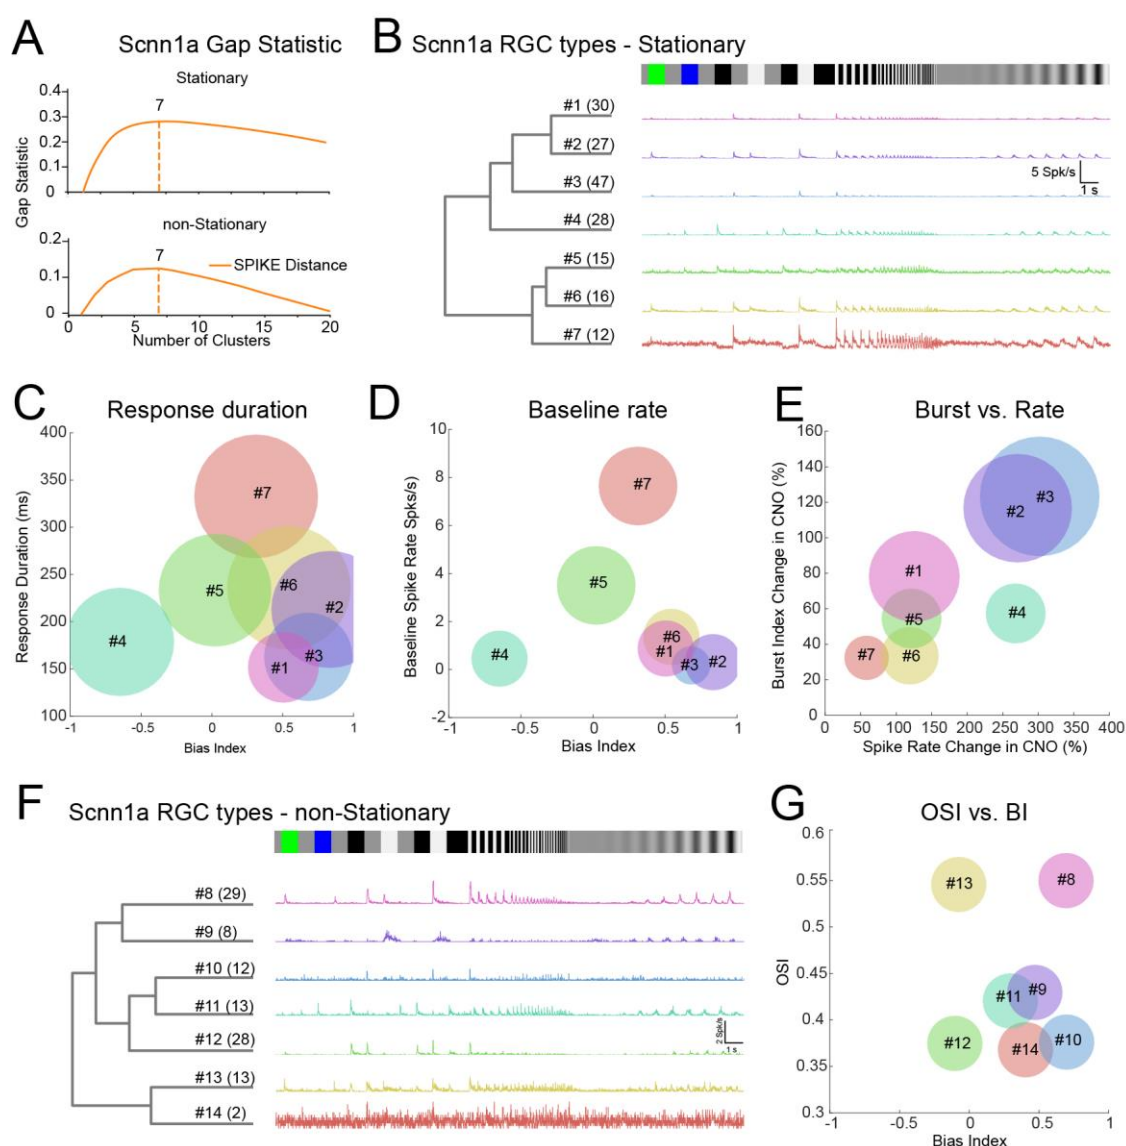 A
Scnn1a Gap Statistic
Stationary
0.4
0.3
0.2
0.1
0
7
Gap Statistic
non-Stationary
0.2
0.1
0
7
SPIKE Distance
0 5 10 15 20
Number of Clusters
B
Scnn1a RGC types - Stationary
#1 (30)
#2 (27)
#3 (47)
#4 (28)
#5 (15)
#6 (16)
#7 (12)
5 Spk/s
1 s
C
Response duration
400
350
300
250
200
150
100
Response Duration (ms)
#7
#6
#5
#2
#4
#3
#1
-1 -0.5 0 0.5 1
Bias Index
D
Baseline rate
10
8
6
4
2
0
-2
Baseline Spike Rate Spks/s)
#7
#5
#6
#1
#4
#3
#2
-1 -0.5 0 0.5 1
Bias Index
E
Burst vs. Rate
160
140
120
100
80
60
40
20
0
Burst Index Change in CNO (%)
#3
#2
#1
#4
#5
#7
#6
0 50 100 150 200 250 300 350 400
Spike Rate Change in CNO (%)
F
Scnn1a RGC types - non-Stationary
#8 (29)
#9 (8)
#10 (12)
#11 (13)
#12 (28)
#13 (13)
#14 (2)
2 Spk/s
1 s
G
OSI vs. BI
0.6
0.55
0.5
0.45
0.4
0.35
0.3
OSI
#13
#8
#11
#9
#12
#14
#10
-1 -0.5 0 0.5 1
Bias Index